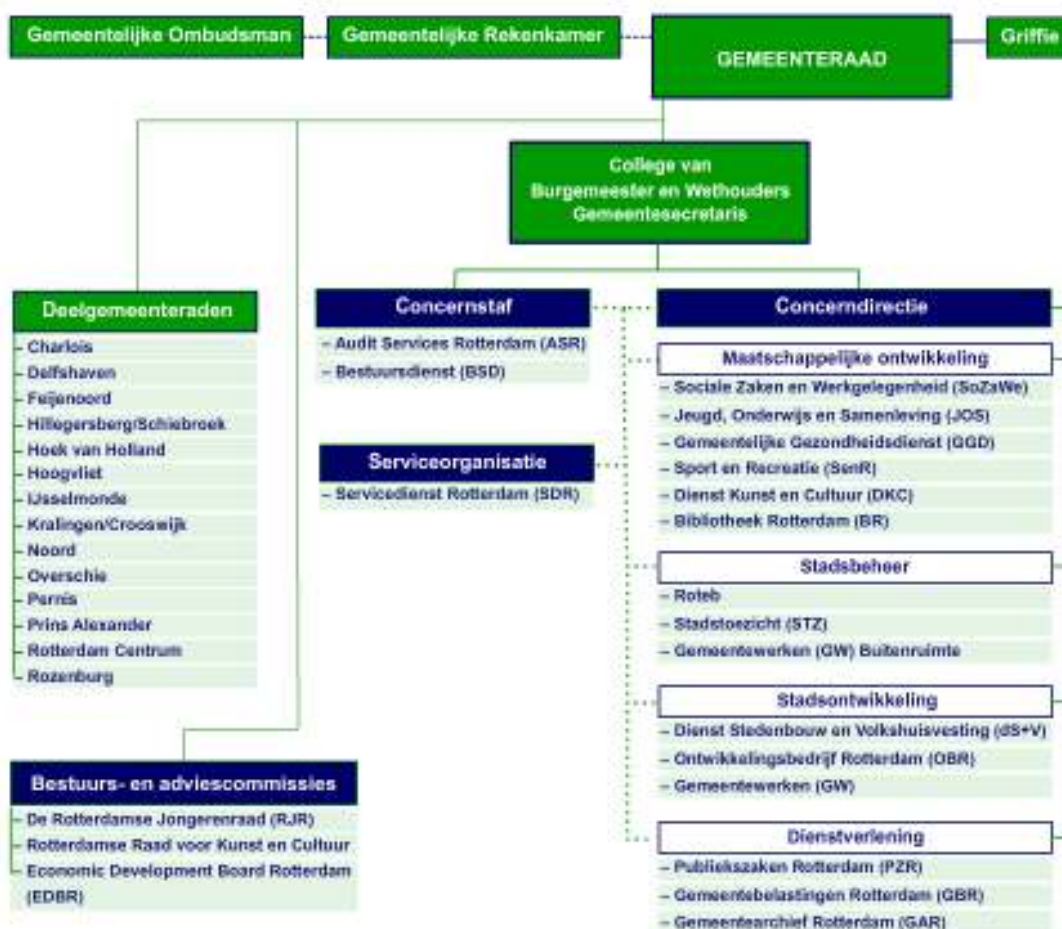 Gemeentelijke Ombudsman
Gemeentelijke Rekenkamer
GEMEENTERAAD
Griffie
College van
Burgemeester en Wethouders
Gemeentesecretaris
Deelgemeenteraden
– Charlois
– Delfshaven
– Feijenoord
– Hillegersberg/Schiebroek
– Hoek van Holland
– Hoogvliet
– IJsselmonde
– Kralingen/Crooswijk
– Noord
– Overschie
– Pernis
– Prins Alexander
– Rotterdam Centrum
– Rozenburg
Bestuurs- en adviescommissies
– De Rotterdamse Jongerenraad (RJR)
– Rotterdamse Raad voor Kunst en Cultuur
– Economic Development Board Rotterdam
(EDBR)
Concernstaf
– Audit Services Rotterdam (ASR)
– Bestuursdienst (BSD)
Serviceorganisatie
– Servicedienst Rotterdam (SDR)
Concerndirectie
Maatschappelijke ontwikkeling
– Sociale Zaken en Werkgelegenheid (SoZaWe)
– Jeugd, Onderwijs en Samenleving (JOS)
– Gemeentelijke Gezondheidsdienst (GGD)
– Sport en Recreatie (SenR)
– Dienst Kunst en Cultuur (DKC)
– Bibliotheek Rotterdam (BR)
Stadsbeheer
– Roteb
– Stadstoezicht (STZ)
– Gemeentewerken (GW) Buitenruimte
Stadsontwikkeling
– Dienst Stedenbouw en Volkshuisvesting (dS+V)
– Ontwikkelingsbedrijf Rotterdam (OBR)
– Gemeentewerken (GW)
Dienstverlening
– Publiekszaken Rotterdam (PZR)
– Gemeentebelastingen Rotterdam (GBR)
– Gemeentearchief Rotterdam (GAR)